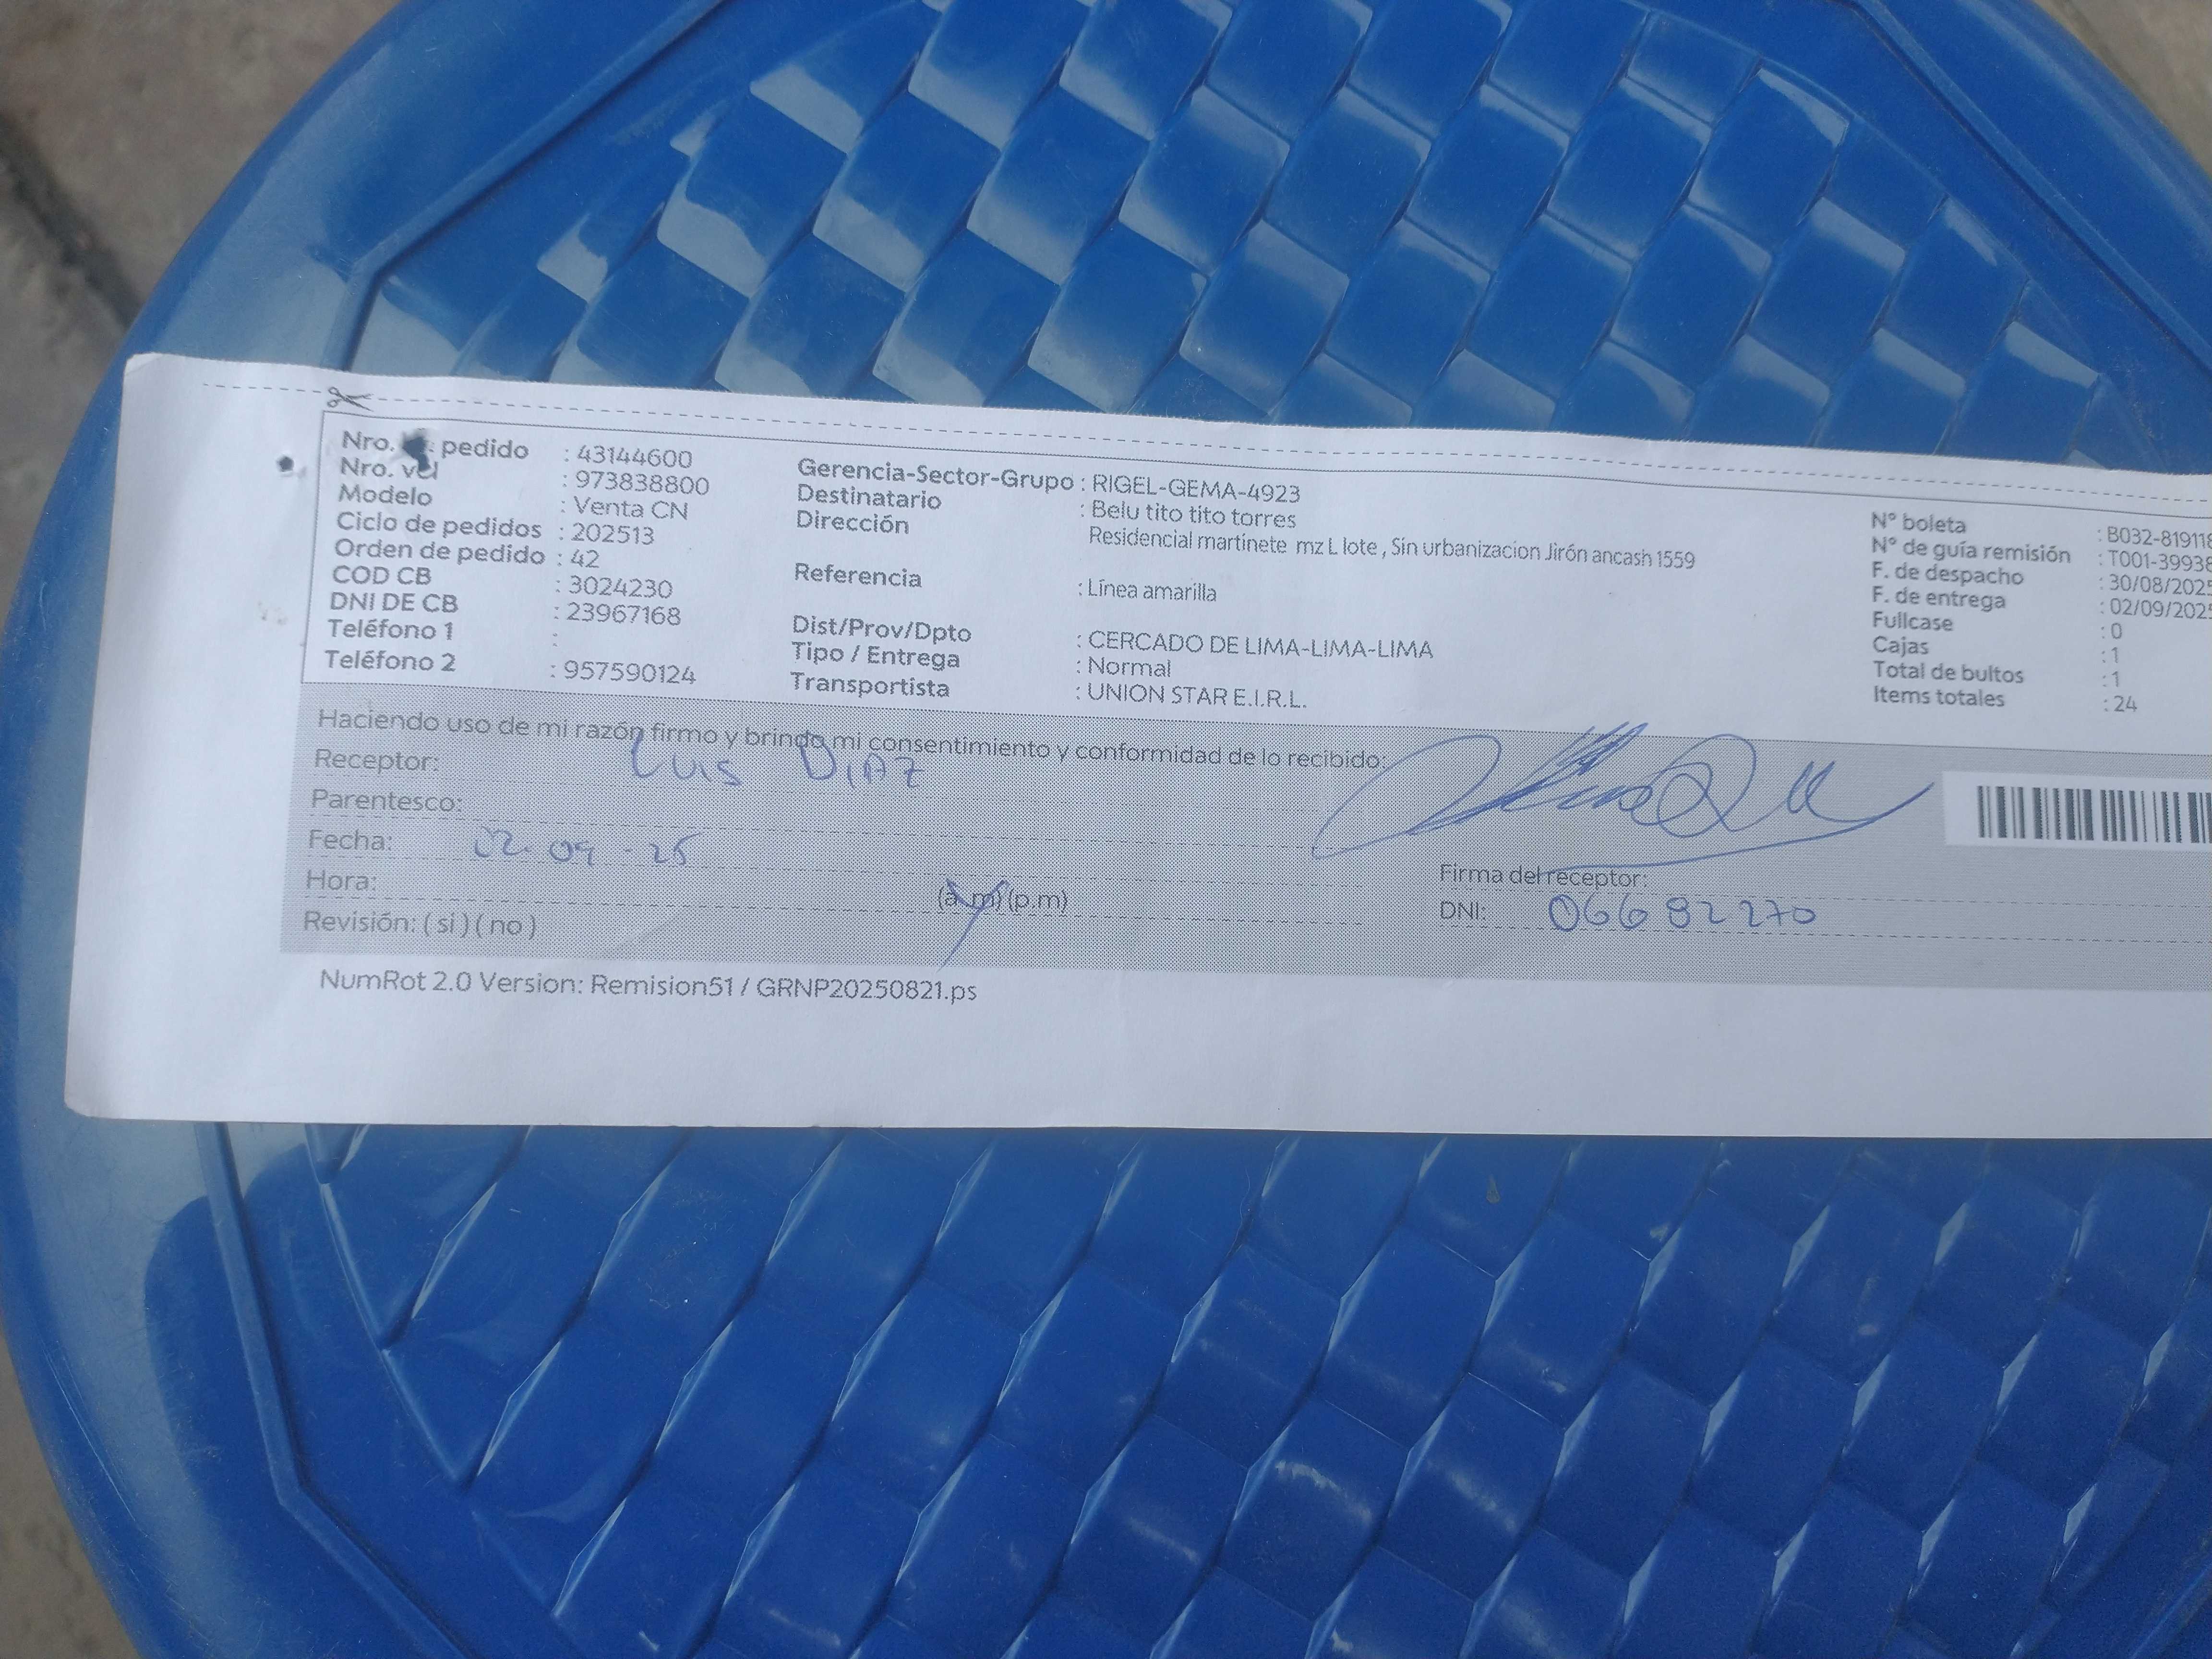 Nro. pedido : 43144600
Nro. vel : 973838800
Modelo : Venta CN
Ciclo de pedidos : 202513
Orden de pedido : 42
COD CB : 3024230
DNI DE CB : 23967168
Teléfono 1 :
Teléfono 2 : 957590124
Gerencia-Sector-Grupo : RIGEL-GEMA-4923
Destinatario : Belu tito tito torres
Dirección Residencial martinete mz L lote , Sin urbanizacion Jirón ancash 1559
Referencia : Línea amarilla
Dist/Prov/Dpto : CERCADO DE LIMA-LIMA-LIMA
Tipo / Entrega : Normal
Transportista : UNION STAR E.I.R.L.
N° boleta : B032-819118
N° de guía remisión : T001-39938
F. de despacho : 30/08/2025
F. de entrega : 02/09/2025
Fullcase : 0
Cajas : 1
Total de bultos : 1
Items totales : 24
Haciendo uso de mi razón firmo y brindo mi consentimiento y conformidad de lo recibido:
Receptor: Luis DIAZ
Parentesco:
Fecha: 02.09-25
Hora: (a.m) (p.m)
Revisión: ( si ) ( no )
Firma del receptor:
DNI: 06682270
NumRot 2.0 Version: Remision51 / GRNP20250821.ps